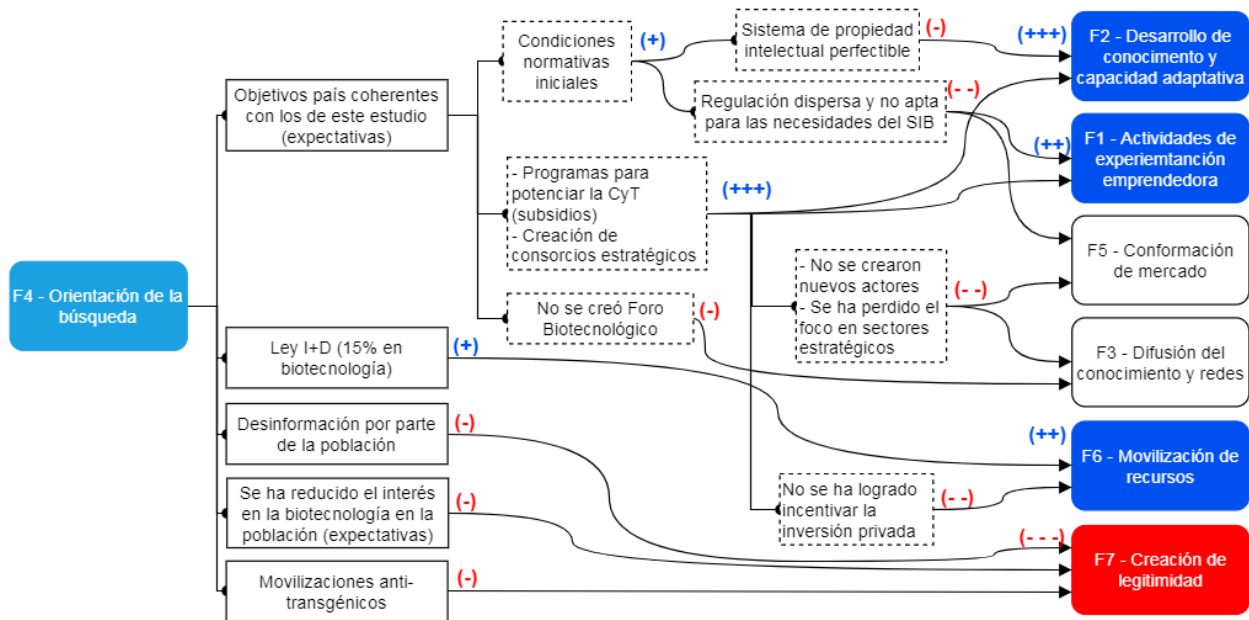 F4 - Orientación de la
búsqueda
Objetivos país coherentes
con los de este estudio
(expectativas)
Ley I+D (15% en
biotecnología)
(+)
Desinformación por parte
de la población
(-)
Se ha reducido el interés
en la biotecnología en la
población (expectativas)
(-)
Movilizaciones anti-
transgénicos
(-)
Condiciones
normativas
iniciales
(+)
- Programas para
potenciar la CyT
(subsidios)
- Creación de
consorcios estratégicos
(+++)
No se creó Foro
Biotecnológico
(-)
Sistema de propiedad
intelectual perfectible
(-)
Regulación dispersa y no apta
para las necesidades del SIB
(- -)
- No se crearon
nuevos actores
- Se ha perdido el
foco en sectores
estratégicos
(- -)
No se ha logrado
incentivar la
inversión privada
(- -)
(+++)
F2 - Desarrollo de
conocimiento y
capacidad adaptativa
(++)
F1 - Actividades de
experiemtanción
emprendedora
F5 - Conformación
de mercado
F3 - Difusión del
conocimiento y redes
(++)
F6 - Movilización de
recursos
(- - -)
F7 - Creación de
legitimidad